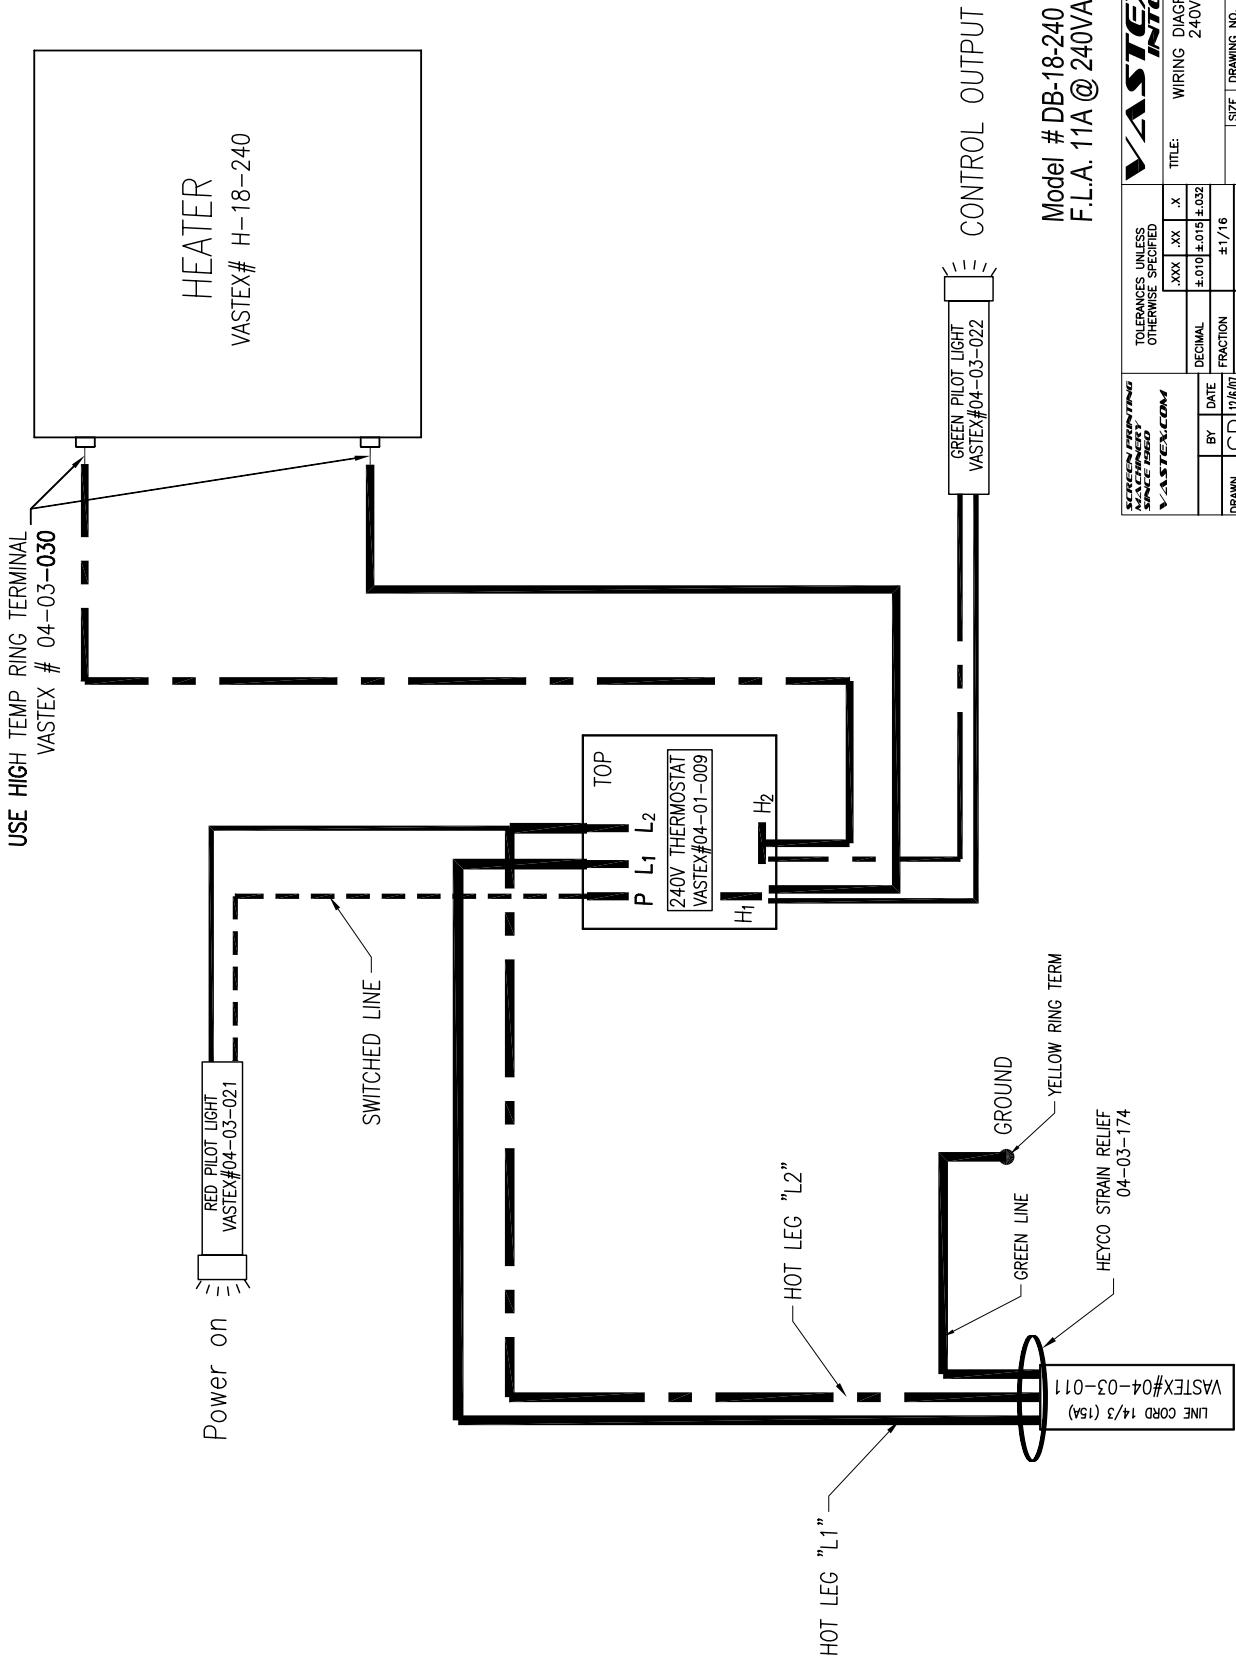 USE HIGH TEMP RING TERMINAL
VASTEX # 04-03-030
HEATER
VASTEX# H-18-240
Power on
RED PILOT LIGHT
VASTEX#04-03-021
SWITCHED LINE
TOP
P L1 L2
240V THERMOSTAT
VASTEX#04-01-009
H1 H2
GREEN PILOT LIGHT
VASTEX#04-03-022
CONTROL OUTPUT
HOT LEG "L1"
HOT LEG "L2"
GREEN LINE
GROUND
YELLOW RING TERM
HEYCO STRAIN RELIEF
04-03-174
LINE CORD 14/3 (15A)
VASTEX#04-03-011
Model # DB-18-240
F.L.A. 11A @ 240VA
SCREEN PRINTING
MACHINERY
SINCE 1960
VASTEX.COM
BY DATE
DRAWN 12/6/07
TOLERANCES UNLESS
OTHERWISE SPECIFIED
.XXX .XX .X
DECIMAL ±.010 ±.015 ±.032
FRACTION ±1/16
VASTEX
TITLE:
WIRING
240V
SIZE DRAWING NO.